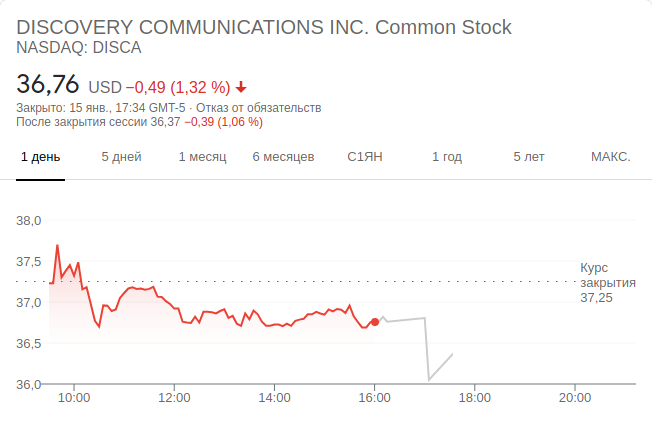 DISCOVERY COMMUNICATIONS INC. Common Stock
NASDAQ: DISCA
36,76 USD −0,49 (1,32 %)
Закрыто: 15 янв., 17:34 GMT-5 · Отказ от обязательств
После закрытия сессии 36,37 −0,39 (1,06 %)
1 день 5 дней 1 месяц 6 месяцев С1ЯН 1 год 5 лет МАКС.
38,0
37,5
Курс
закрытия
37,25
37,0
36,5
36,0
10:00 12:00 14:00 16:00 18:00 20:00